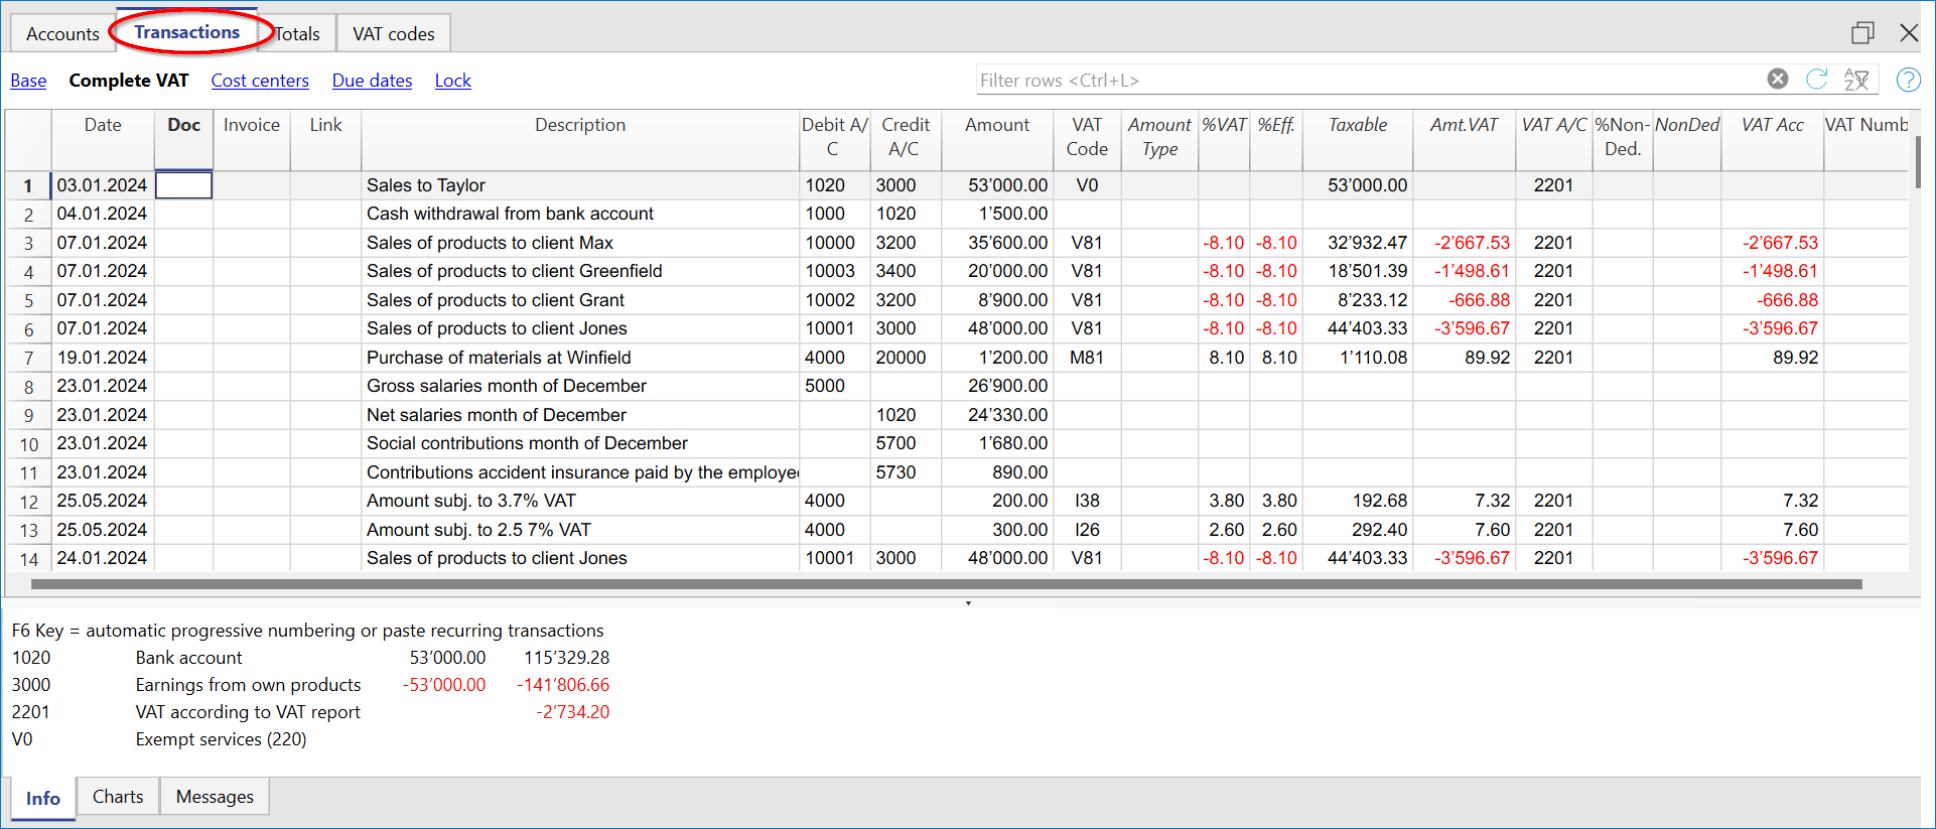 Accounts Transactions Totals VAT codes
Base Complete VAT Cost centers Due dates Lock Filter rows <Ctrl+L>
Date Doc Invoice Link Description Debit A/C Credit A/C Amount VAT Code Amount Type %VAT %Eff. Taxable Amt.VAT VAT A/C %Non-Ded. NonDed VAT Acc VAT Numb
1 03.01.2024 Sales to Taylor 1020 3000 53’000.00 V0 53’000.00 2201
2 04.01.2024 Cash withdrawal from bank account 1000 1020 1’500.00
3 07.01.2024 Sales of products to client Max 10000 3200 35’600.00 V81 -8.10 -8.10 32’932.47 -2’667.53 2201 -2’667.53
4 07.01.2024 Sales of products to client Greenfield 10003 3400 20’000.00 V81 -8.10 -8.10 18’501.39 -1’498.61 2201 -1’498.61
5 07.01.2024 Sales of products to client Grant 10002 3200 8’900.00 V81 -8.10 -8.10 8’233.12 -666.88 2201 -666.88
6 07.01.2024 Sales of products to client Jones 10001 3000 48’000.00 V81 -8.10 -8.10 44’403.33 -3’596.67 2201 -3’596.67
7 19.01.2024 Purchase of materials at Winfield 4000 20000 1’200.00 M81 8.10 8.10 1’110.08 89.92 2201 89.92
8 23.01.2024 Gross salaries month of December 5000 26’900.00
9 23.01.2024 Net salaries month of December 1020 24’330.00
10 23.01.2024 Social contributions month of December 5700 1’680.00
11 23.01.2024 Contributions accident insurance paid by the employee 5730 890.00
12 25.05.2024 Amount subj. to 3.7% VAT 4000 200.00 I38 3.80 3.80 192.68 7.32 2201 7.32
13 25.05.2024 Amount subj. to 2.5 7% VAT 4000 300.00 I26 2.60 2.60 292.40 7.60 2201 7.60
14 24.01.2024 Sales of products to client Jones 10001 3000 48’000.00 V81 -8.10 -8.10 44’403.33 -3’596.67 2201 -3’596.67
F6 Key = automatic progressive numbering or paste recurring transactions
1020 Bank account 53’000.00 115’329.28
3000 Earnings from own products -53’000.00 -141’806.66
2201 VAT according to VAT report -2’734.20
V0 Exempt services (220)
Info Charts Messages